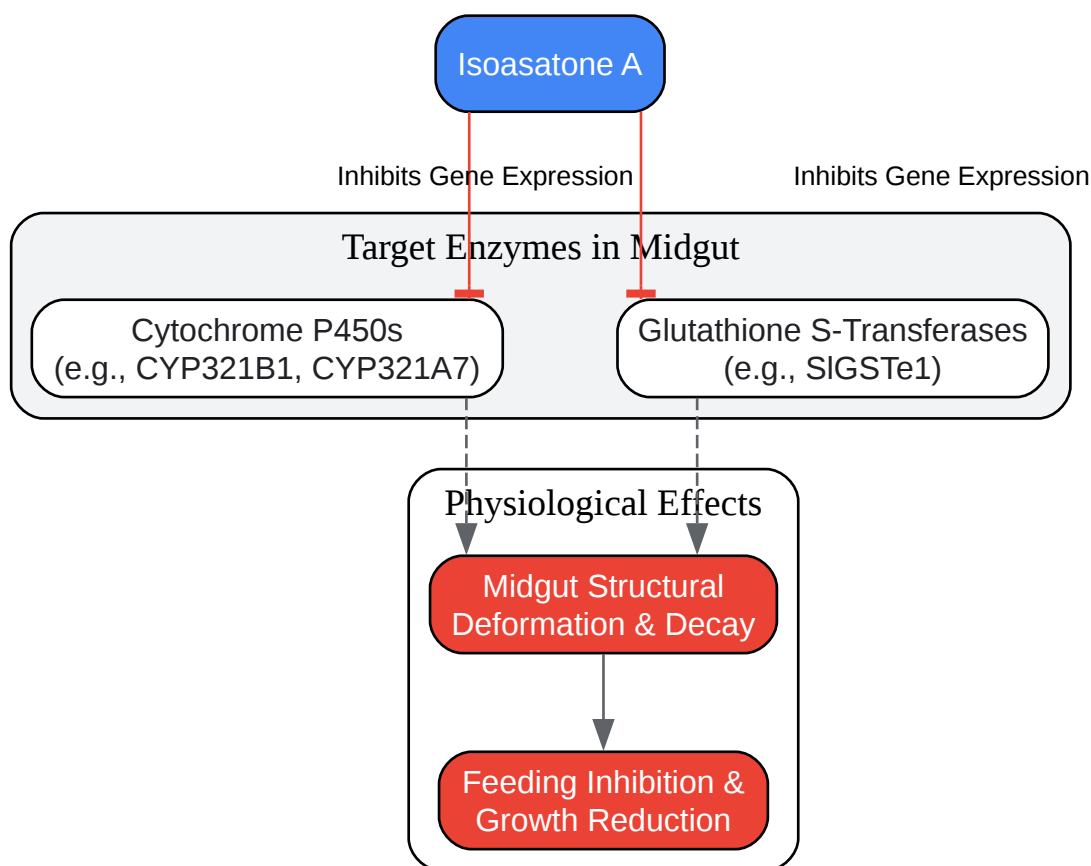 Isoasatone A
Inhibits Gene Expression
Inhibits Gene Expression
Target Enzymes in Midgut
Cytochrome P450s
(e.g., CYP321B1, CYP321A7)
Glutathione S-Transferases
(e.g., SlGSTe1)
Physiological Effects
Midgut Structural
Deformation & Decay
Feeding Inhibition &
Growth Reduction